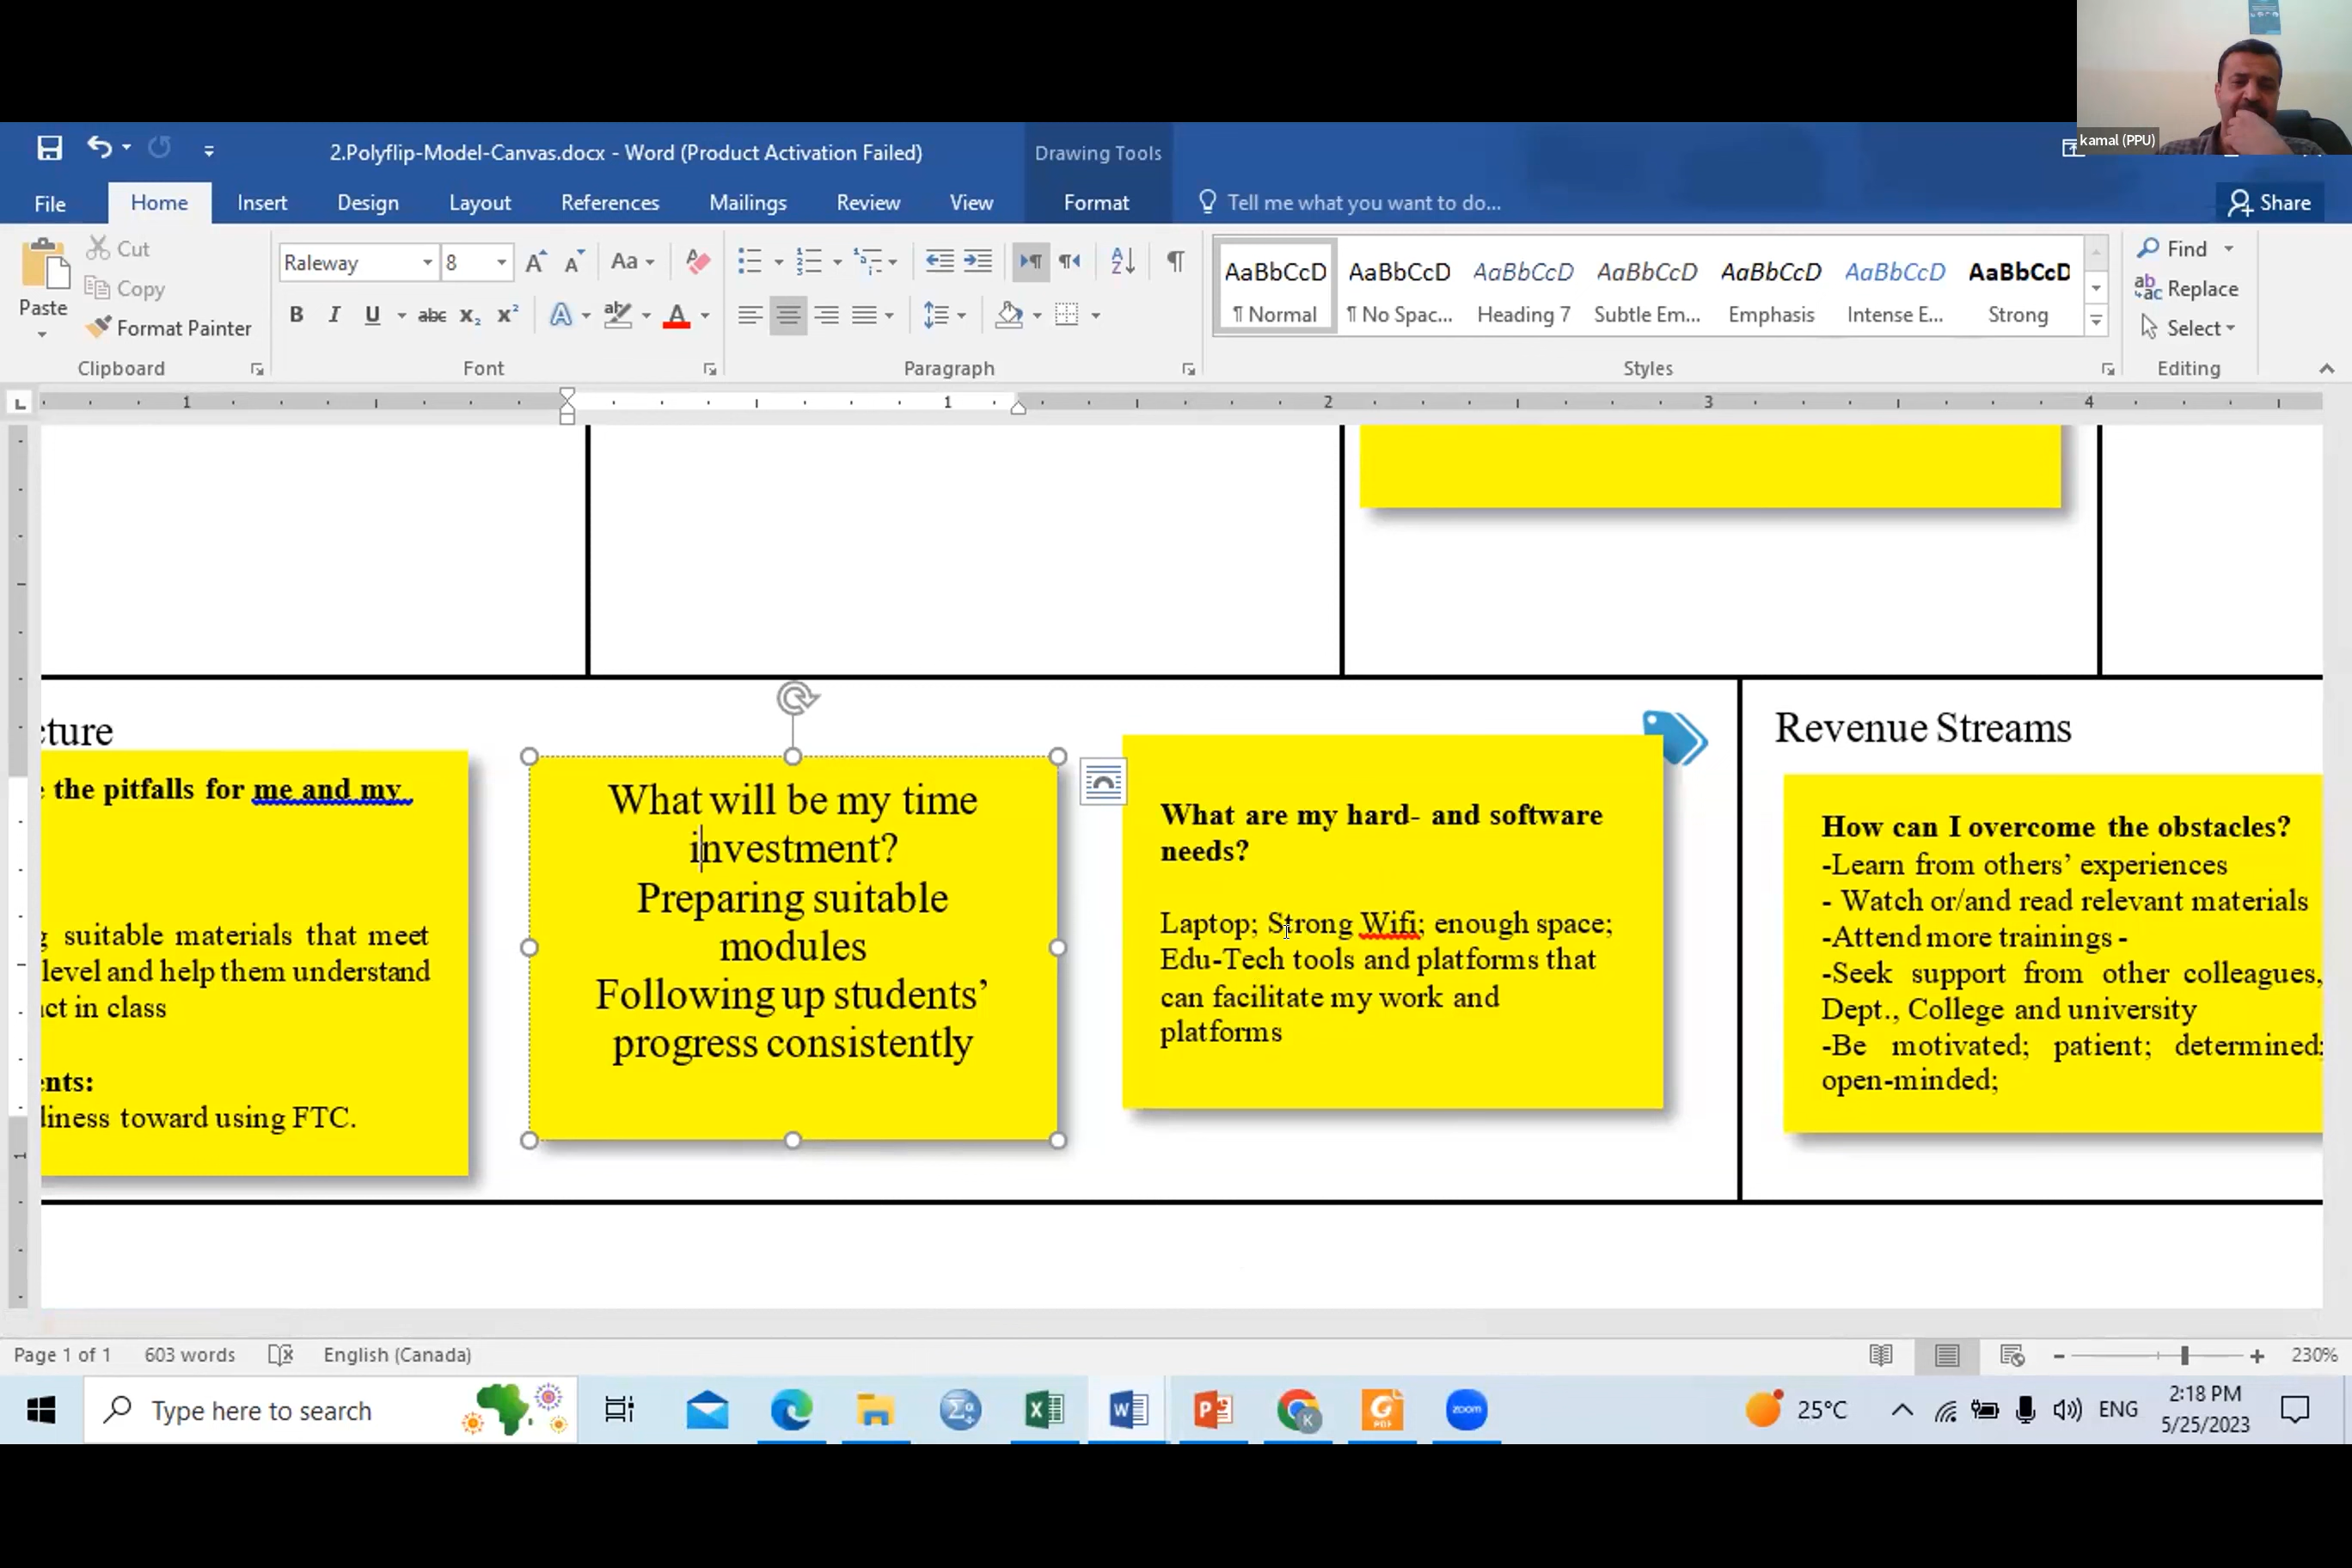 kamal (PPU)
2.Polyflip-Model-Canvas.docx - Word (Product Activation Failed)
Drawing Tools
File Home Insert Design Layout References Mailings Review View Format Tell me what you want to do... Share
Paste
Cut
Copy
Format Painter
Clipboard
Raleway 8
Font
Paragraph
AaBbCcD AaBbCcD AaBbCcD AaBbCcD AaBbCcD AaBbCcD AaBbCcD
¶ Normal ¶ No Spac... Heading 7 Subtle Em... Emphasis Intense E... Strong
Styles
Find
Replace
Select
Editing
1 1 2 3 4
cture
the pitfalls for me and my
suitable materials that meet
level and help them understand
in class
ents:
diness toward using FTC.
What will be my time
investment?
Preparing suitable
modules
Following up students’
progress consistently
What are my hard- and software
needs?
Laptop; Strong Wifi; enough space;
Edu-Tech tools and platforms that
can facilitate my work and
platforms
Revenue Streams
How can I overcome the obstacles?
-Learn from others’ experiences
- Watch or/and read relevant materials
-Attend more trainings -
-Seek support from other colleagues,
Dept., College and university
-Be motivated; patient; determined;
open-minded;
Page 1 of 1 603 words English (Canada) 230%
Type here to search
zoom
25°C
ENG
2:18 PM
5/25/2023